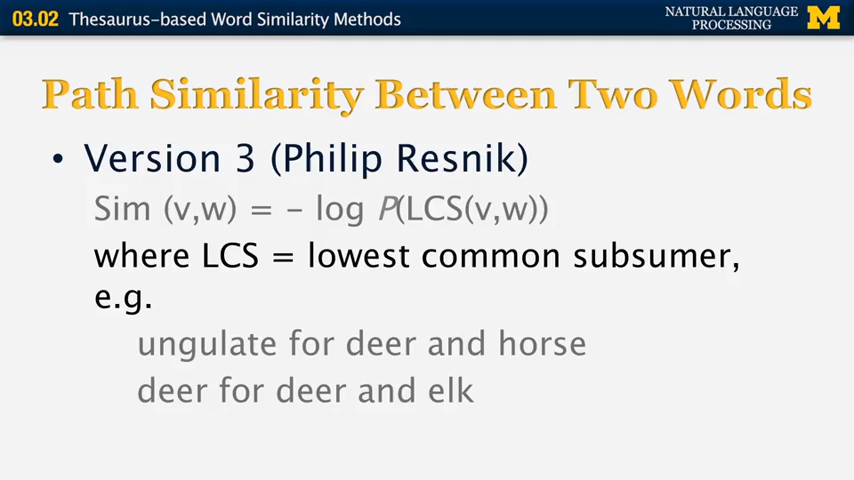 03.02 Thesaurus-based Word Similarity Methods
NATURAL LANGUAGE
PROCESSING
M
Path Similarity Between Two Words
• Version 3 (Philip Resnik)
Sim (v,w) = – log P(LCS(v,w))
where LCS = lowest common subsumer,
e.g.
ungulate for deer and horse
deer for deer and elk